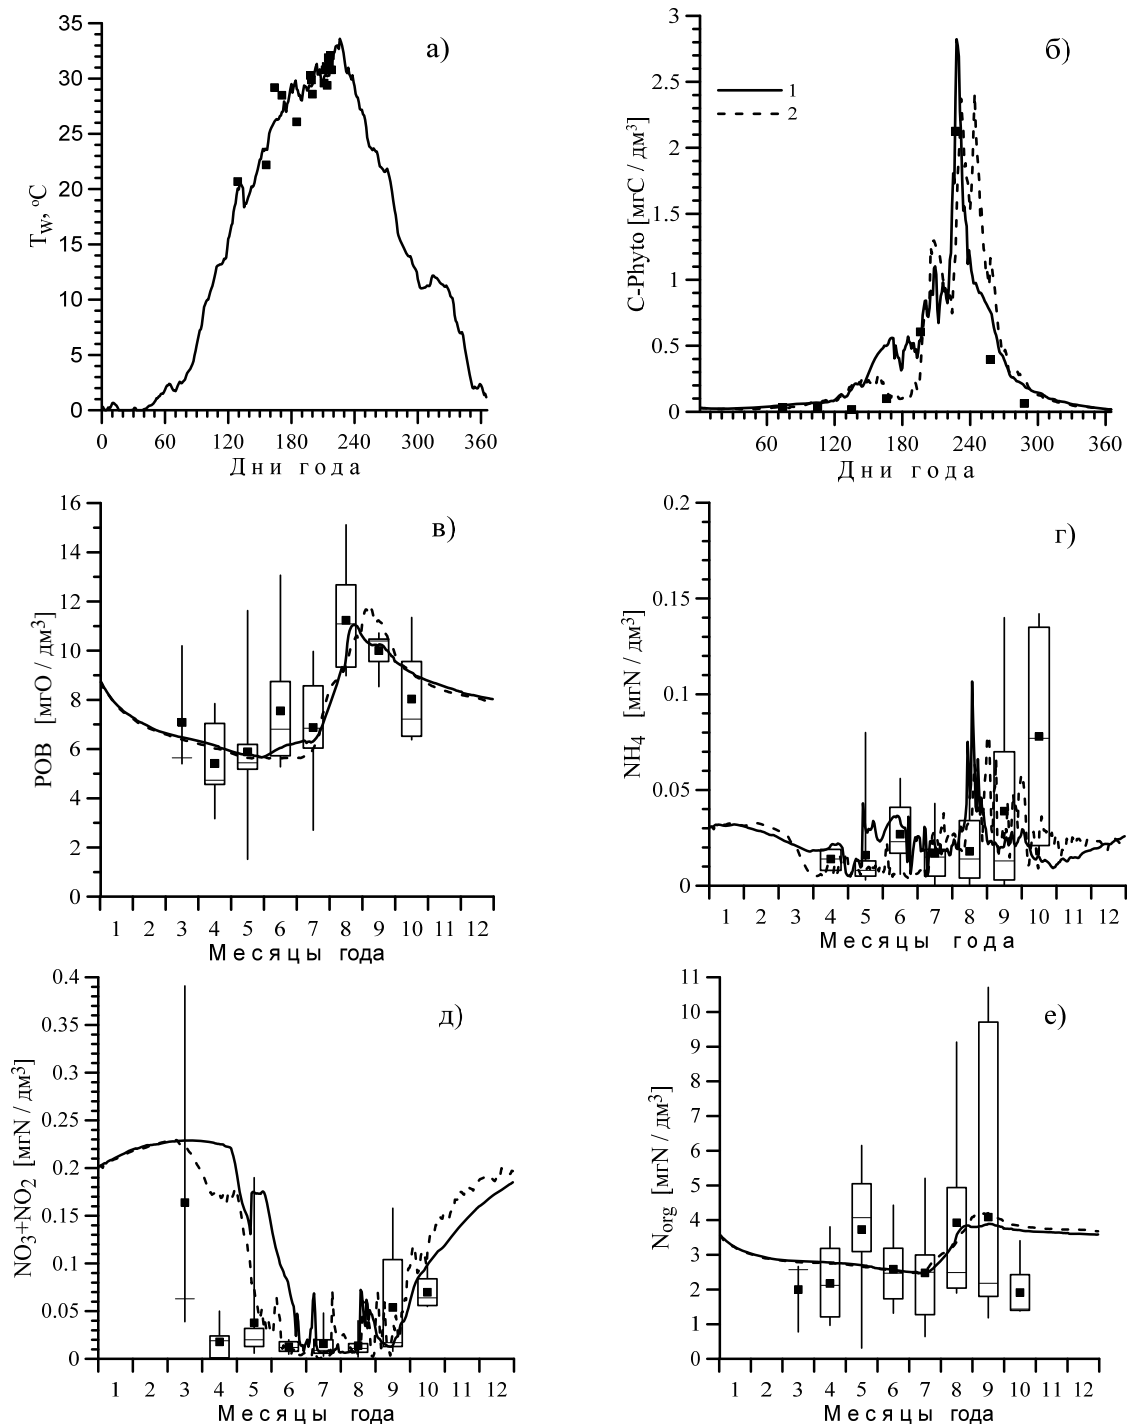 а)
35
30
25
20
15
10
5
0
Tw, ºC
0 60 120 180 240 300 360
Дни года
б)
3
2.5
2
1.5
1
0.5
0
C-Phyto [мгC / дм³]
1
2
60 120 180 240 300 360
Дни года
в)
16
14
12
10
8
6
4
2
0
РОВ [мгО / дм³]
1 2 3 4 5 6 7 8 9 10 11 12
Месяцы года
г)
0.2
0.15
0.1
0.05
0
NH₄ [мгN / дм³]
1 2 3 4 5 6 7 8 9 10 11 12
Месяцы года
д)
0.4
0.35
0.3
0.25
0.2
0.15
0.1
0.05
0
NO₃+NO₂ [мгN / дм³]
1 2 3 4 5 6 7 8 9 10 11 12
Месяцы года
е)
11
10
9
8
7
6
5
4
3
2
1
0
Norg [мгN / дм³]
1 2 3 4 5 6 7 8 9 10 11 12
Месяцы года